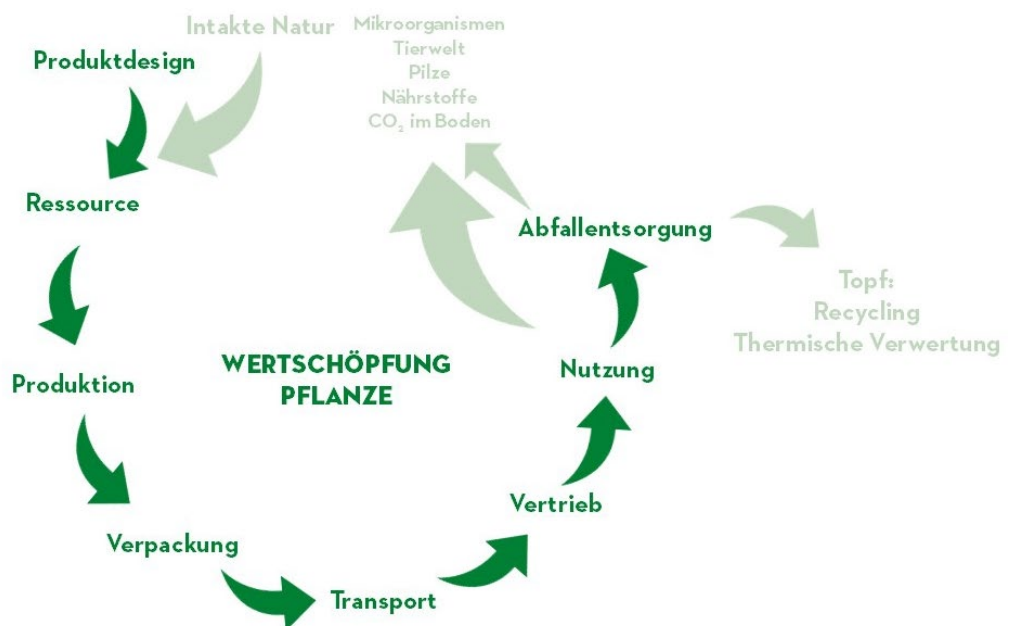 Intakte Natur
Mikroorganismen
Tierwelt
Pilze
Nährstoffe
CO₂ im Boden
Produktdesign
Ressource
Abfallentsorgung
Topf:
Recycling
Thermische Verwertung
WERTSCHÖPFUNG
PFLANZE
Nutzung
Produktion
Vertrieb
Verpackung
Transport